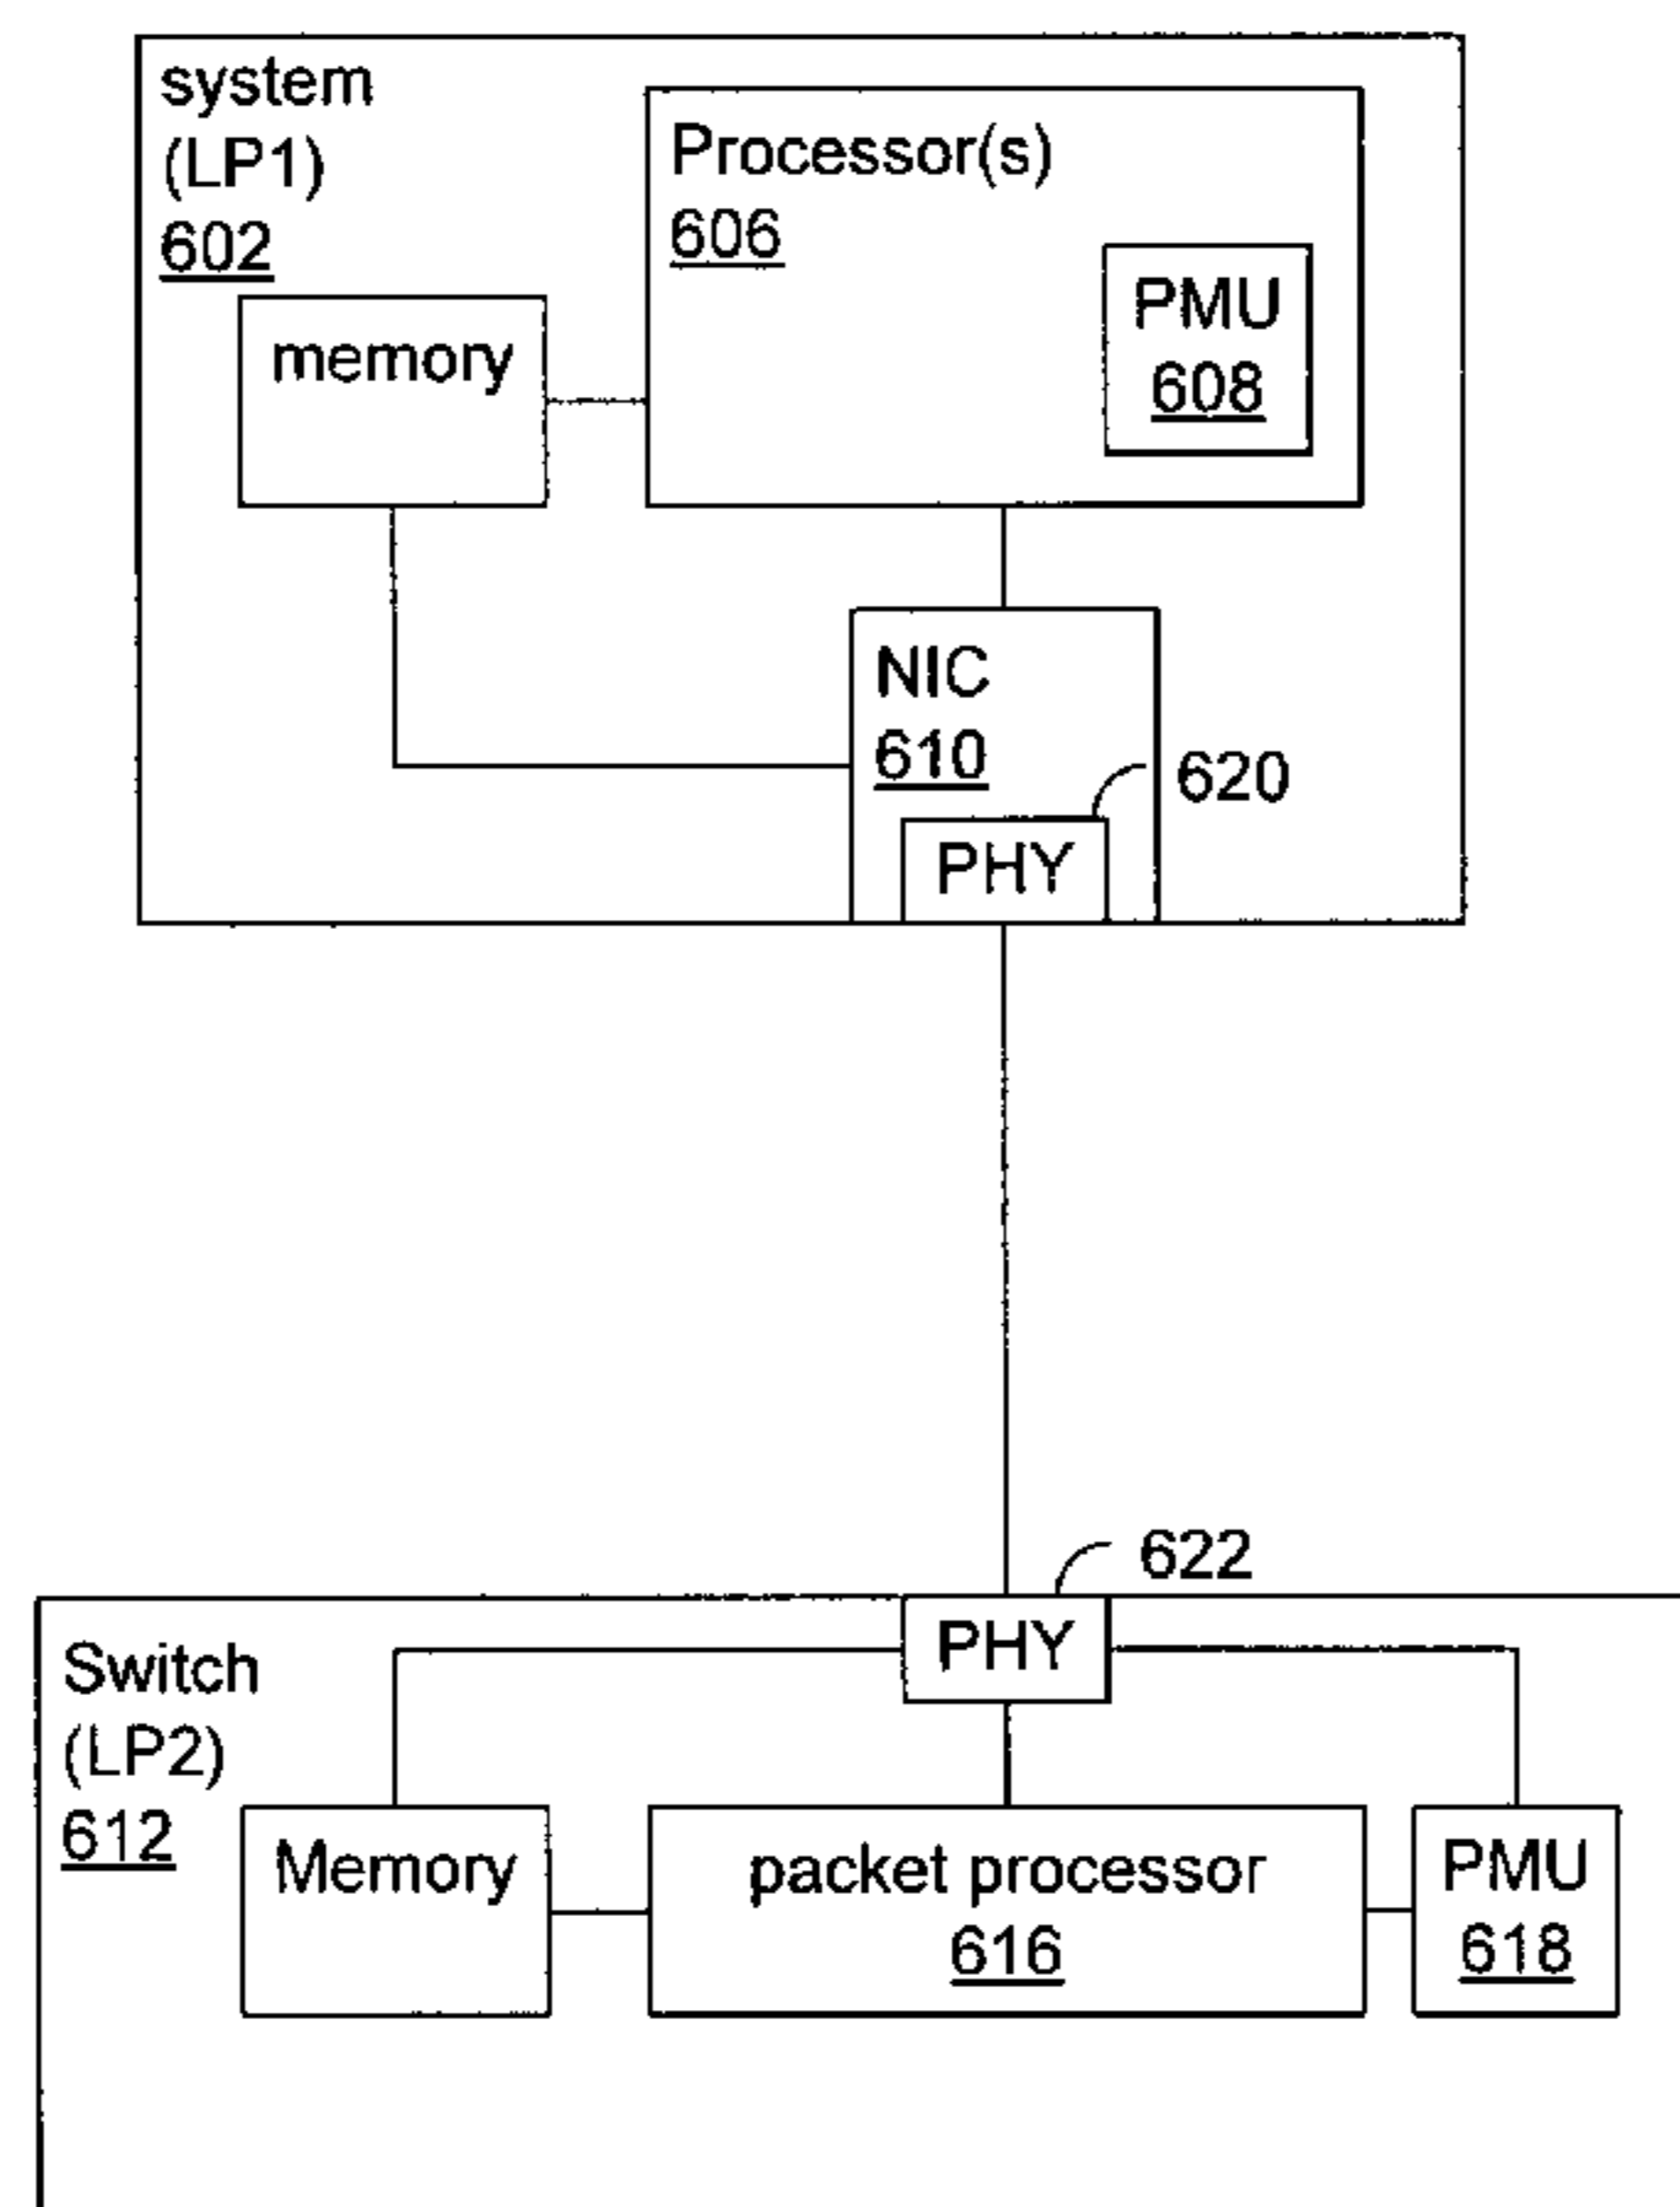 system
(LP1)
602
Processor(s)
606
PMU
608
memory
NIC
610
620
PHY
622
PHY
Switch
(LP2)
612
Memory
packet processor
616
PMU
618